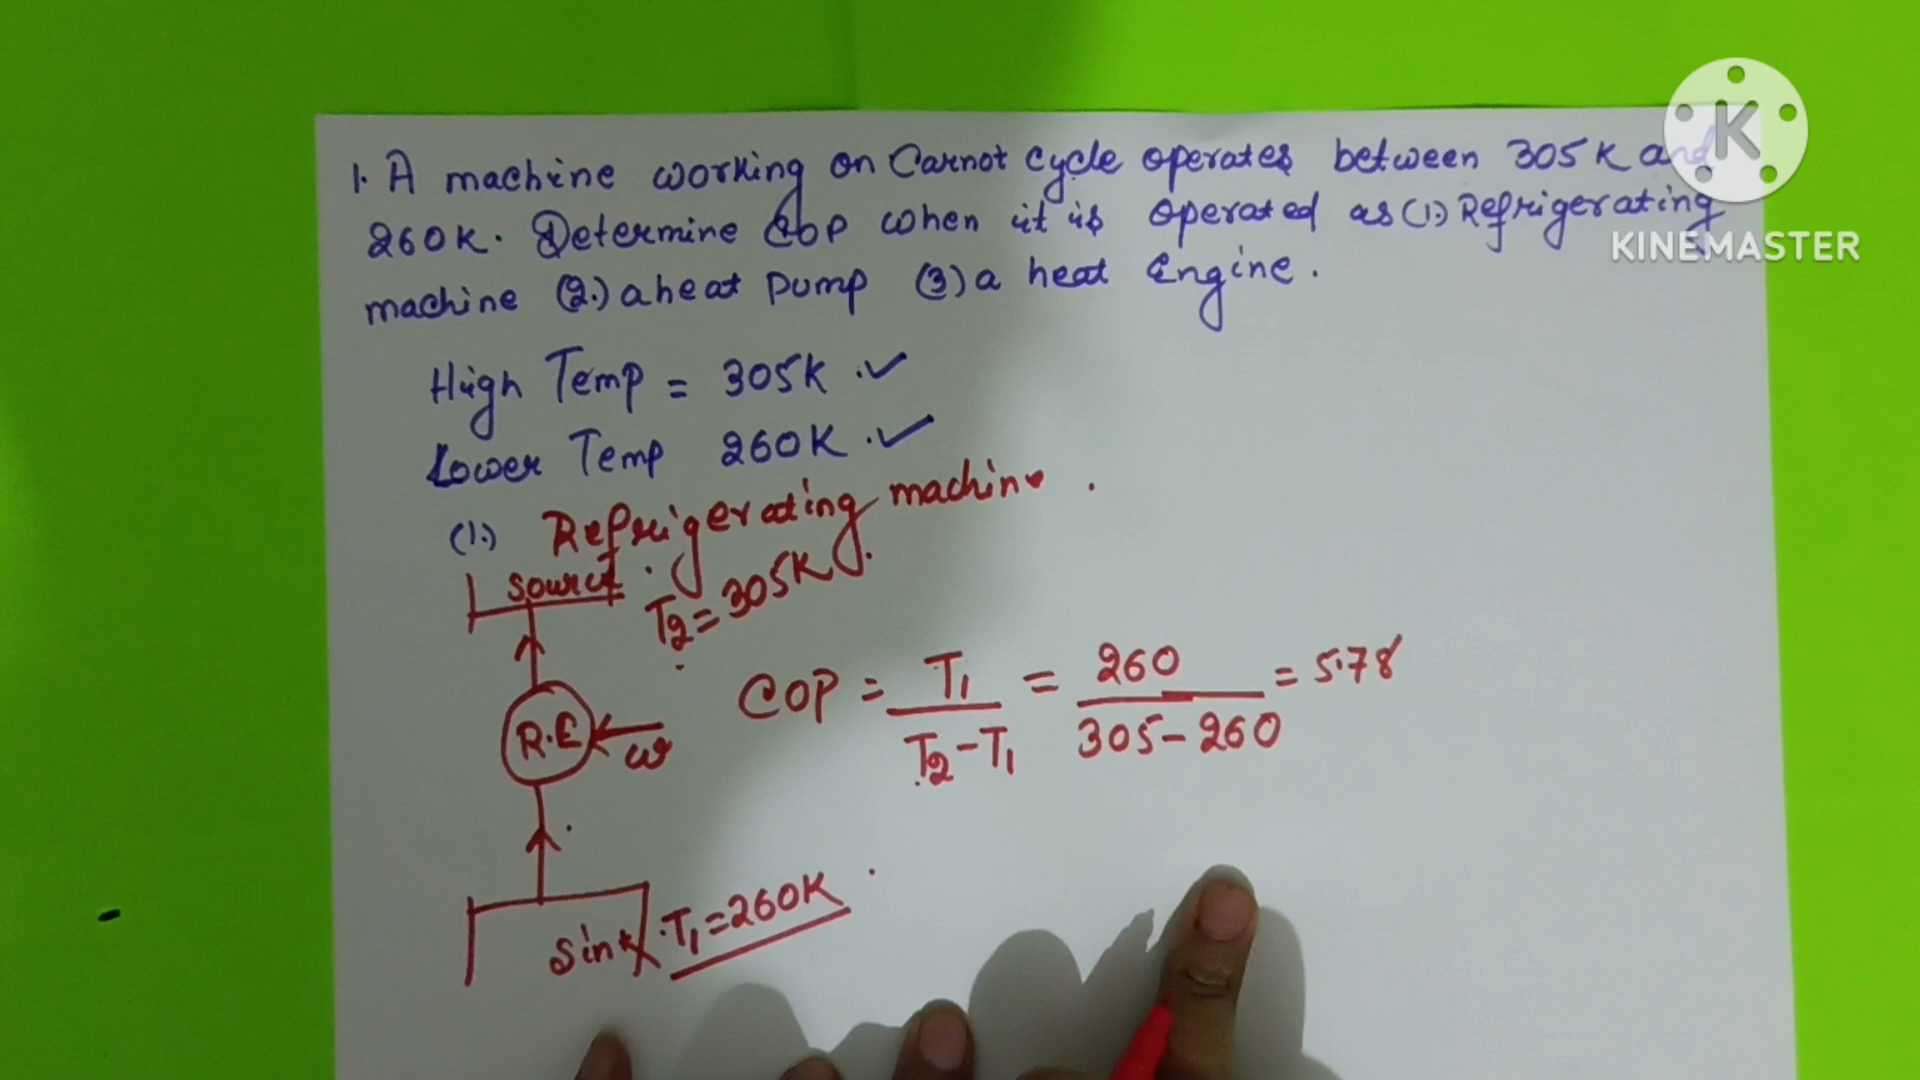 1. A machine working on Carnot cycle operates between 305K and
260K. Determine COP when it is operated as (1.) Refrigerating
machine (2.) a heat pump (3) a heat Engine.
High Temp = 305K.
Lower Temp 260K.
(1.) Refrigerating machine.
source. T2 = 305K.
R.E
w
COP = T1 / T2 - T1 = 260 / 305 - 260 = 5.78
Sink. T1 = 260K
K
KINEMASTER